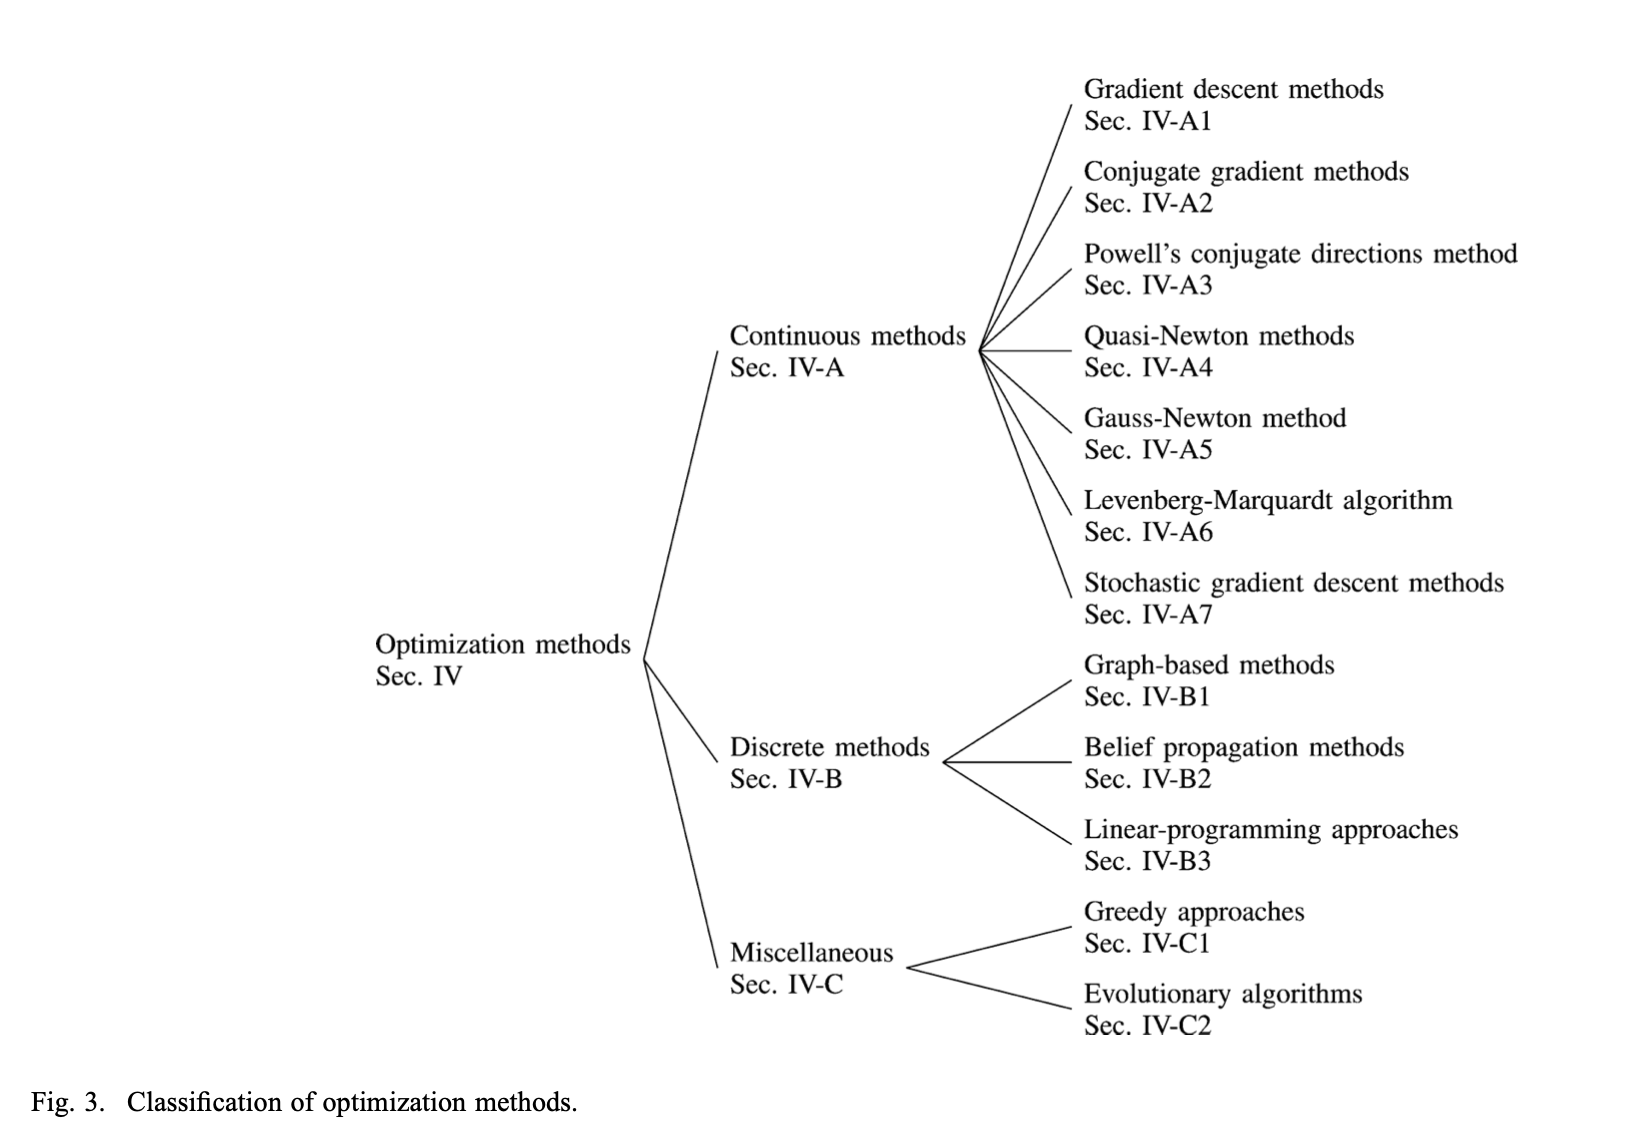 Gradient descent methods
Sec. IV-A1
Conjugate gradient methods
Sec. IV-A2
Powell’s conjugate directions method
Sec. IV-A3
Continuous methods
Sec. IV-A
Quasi-Newton methods
Sec. IV-A4
Gauss-Newton method
Sec. IV-A5
Levenberg-Marquardt algorithm
Sec. IV-A6
Stochastic gradient descent methods
Sec. IV-A7
Optimization methods
Sec. IV
Graph-based methods
Sec. IV-B1
Discrete methods
Sec. IV-B
Belief propagation methods
Sec. IV-B2
Linear-programming approaches
Sec. IV-B3
Greedy approaches
Sec. IV-C1
Miscellaneous
Sec. IV-C
Evolutionary algorithms
Sec. IV-C2
Fig. 3. Classification of optimization methods.